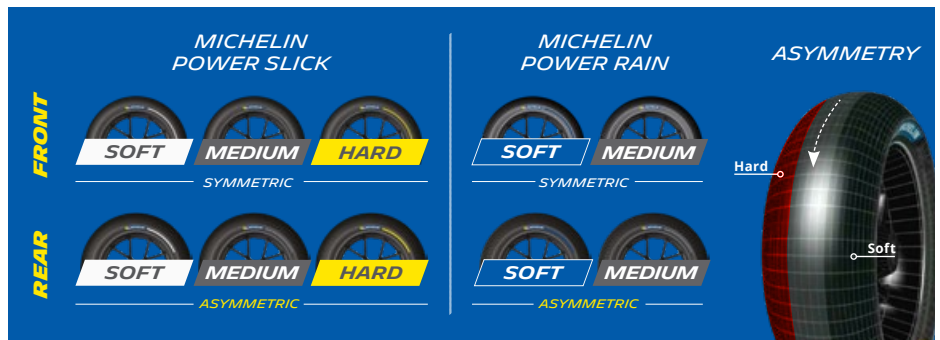 MICHELIN
POWER SLICK
MICHELIN
POWER RAIN
ASYMMETRY
FRONT
SOFT
MEDIUM
HARD
SOFT
MEDIUM
SYMMETRIC
SYMMETRIC
Hard
REAR
SOFT
MEDIUM
HARD
SOFT
MEDIUM
Soft
ASYMMETRIC
ASYMMETRIC